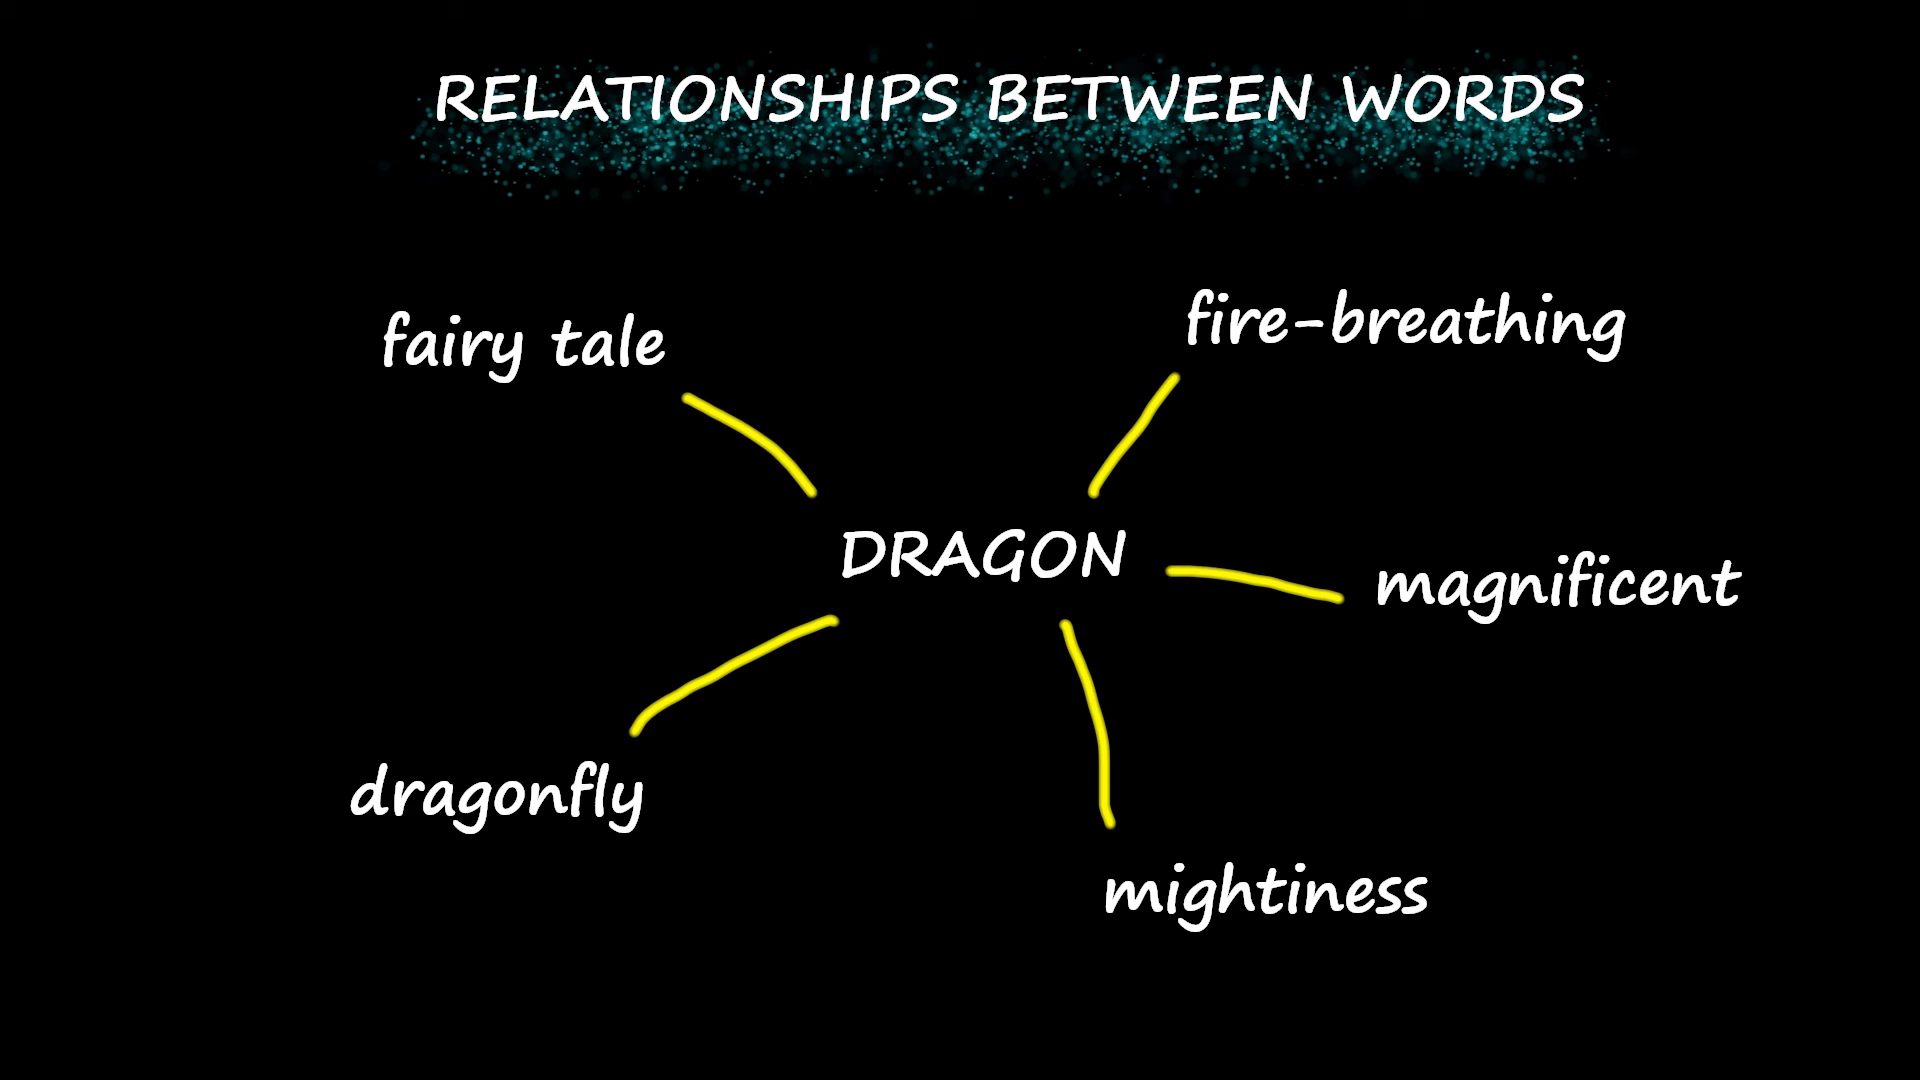 RELATIONSHIPS BETWEEN WORDS
fairy tale
fire-breathing
DRAGON
magnificent
dragonfly
mightiness